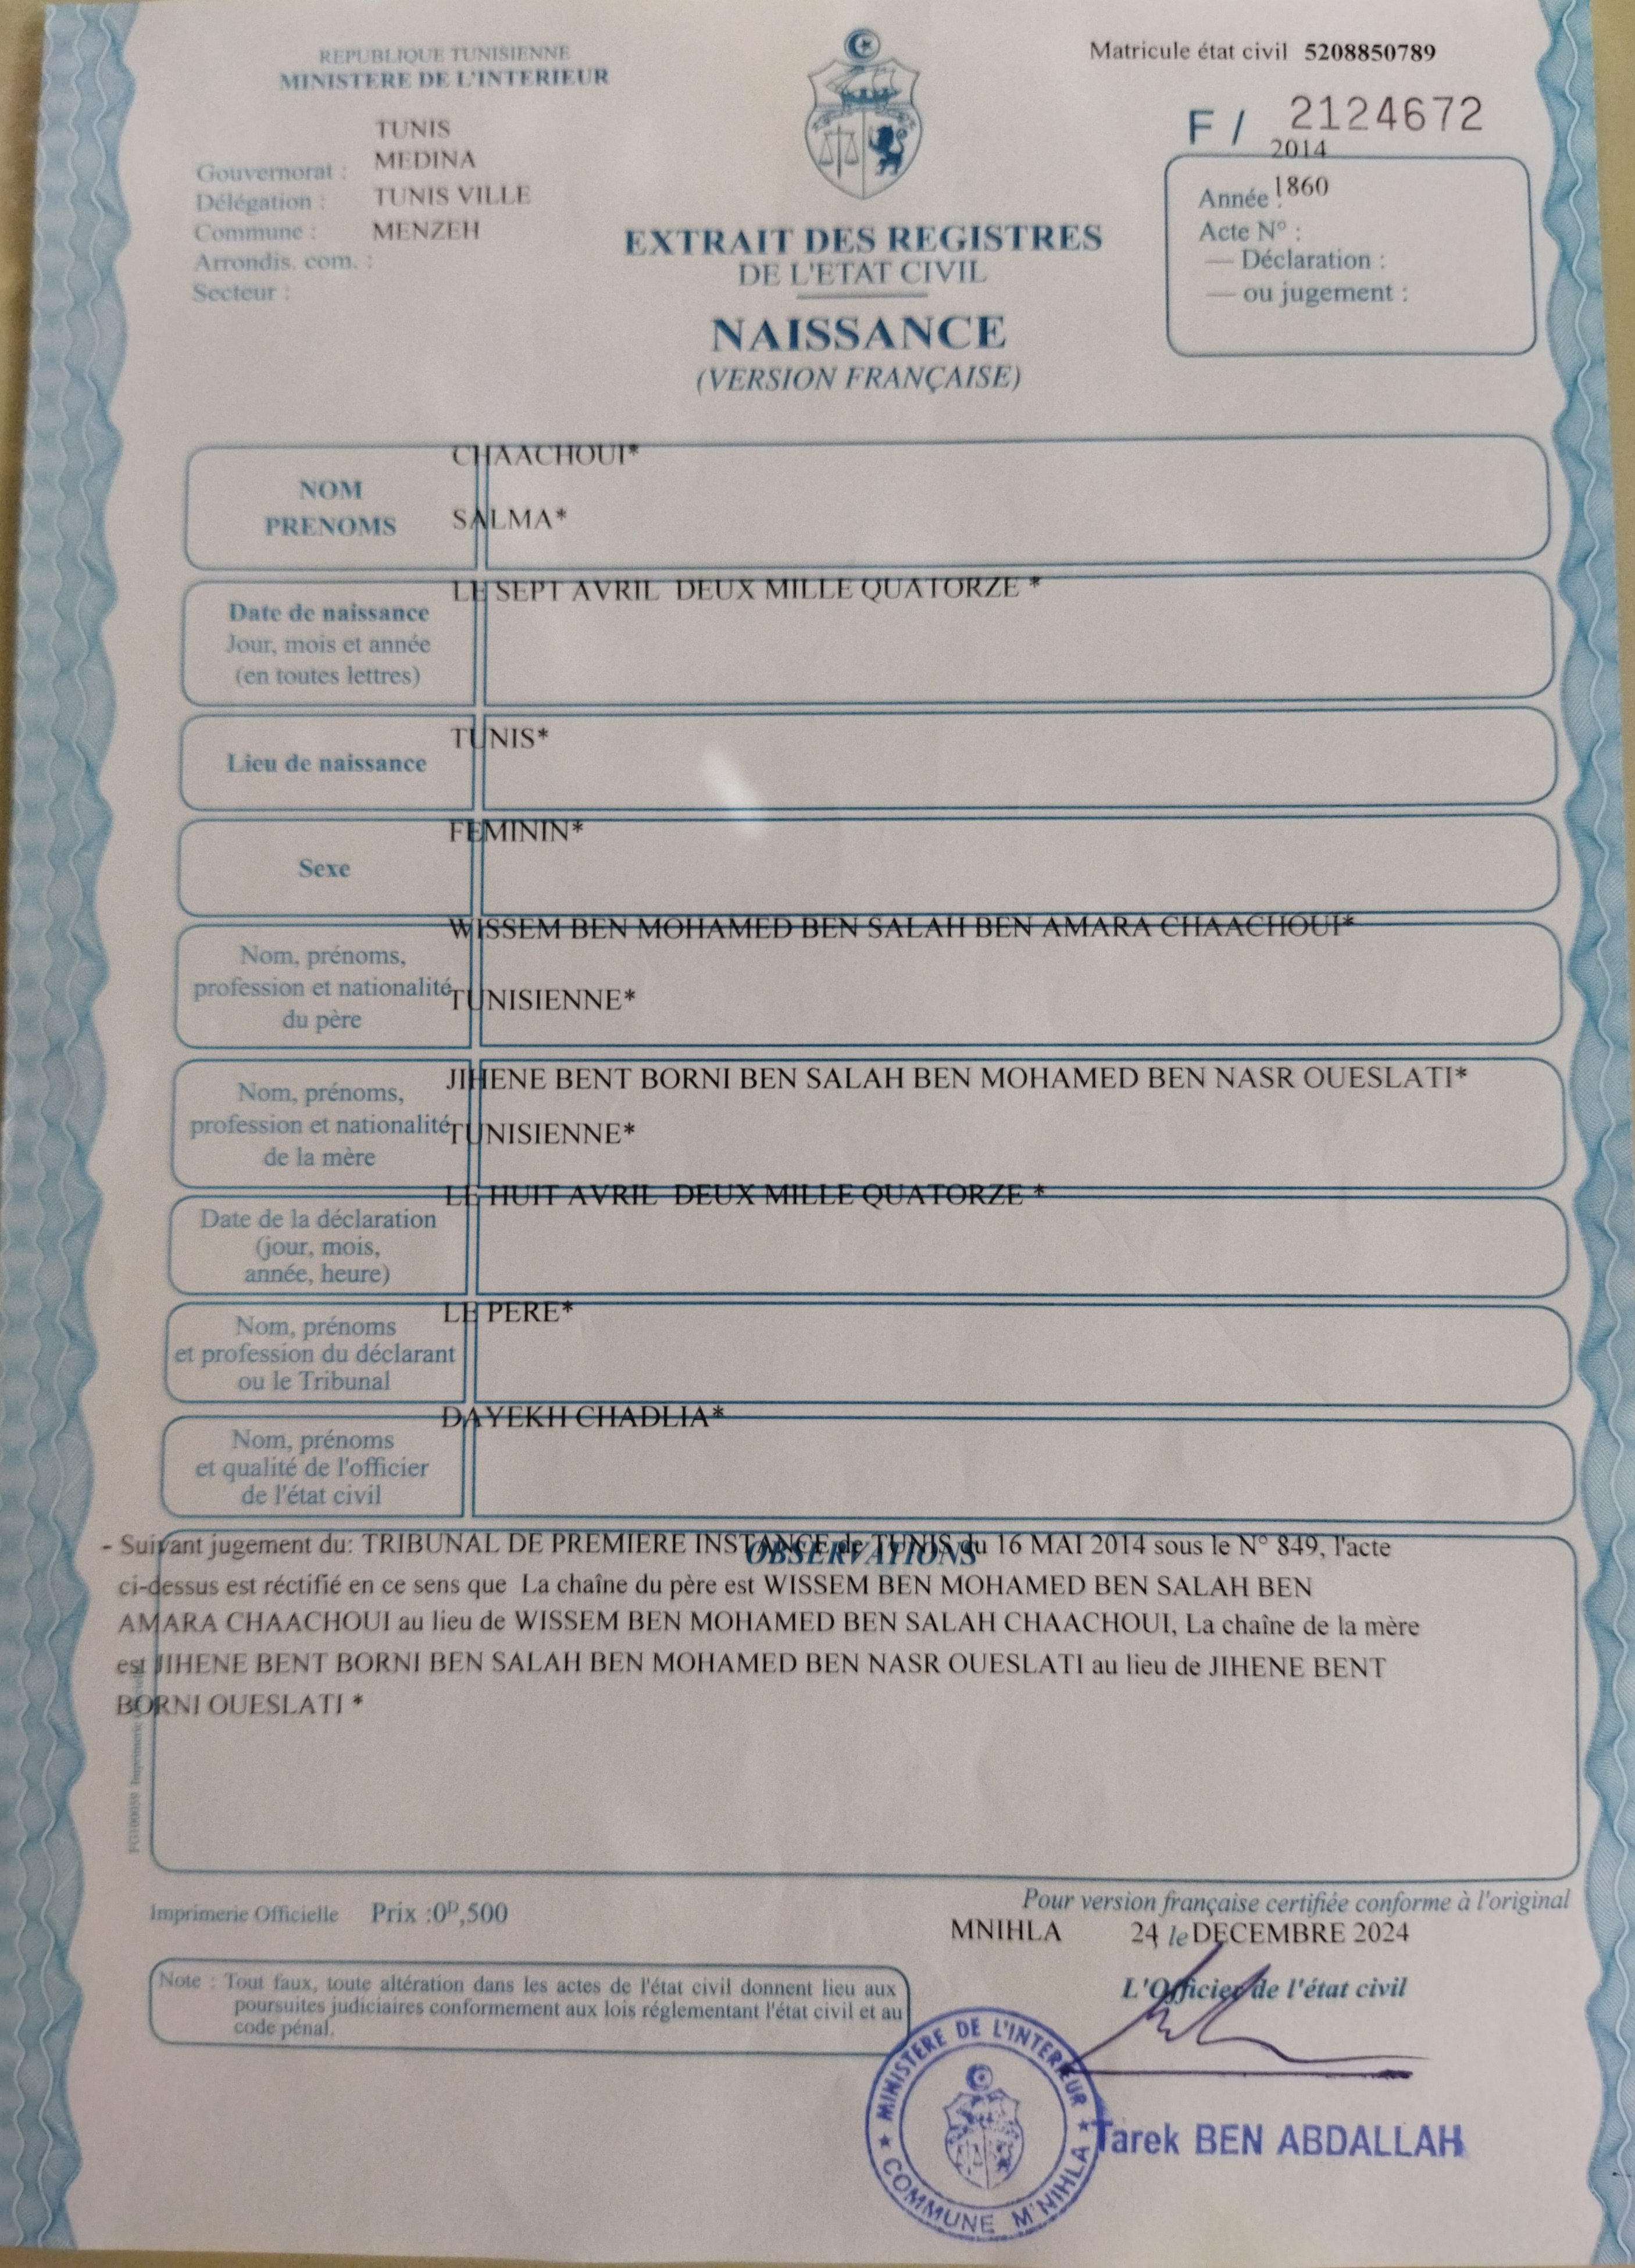 REPUBLIQUE TUNISIENNE
MINISTERE DE L'INTERIEUR
Matricule état civil 5208850789
F / 2124672
TUNIS
Gouvernorat : MEDINA
Délégation : TUNIS VILLE
Commune : MENZEH
Arrondis. com. :
Secteur :
2014
Année : 1860
Acte N° :
— Déclaration :
— ou jugement :
EXTRAIT DES REGISTRES
DE L'ETAT CIVIL
NAISSANCE
(VERSION FRANÇAISE)
CHAACHOUI*
NOM
PRENOMS
SALMA*
LE SEPT AVRIL DEUX MILLE QUATORZE *
Date de naissance
Jour, mois et année
(en toutes lettres)
TUNIS*
Lieu de naissance
FEMININ*
Sexe
WISSEM BEN MOHAMED BEN SALAH BEN AMARA CHAACHOUI*
Nom, prénoms,
profession et nationalité
du père
TUNISIENNE*
JIHENE BENT BORNI BEN SALAH BEN MOHAMED BEN NASR OUESLATI*
Nom, prénoms,
profession et nationalité
de la mère
TUNISIENNE*
LE HUIT AVRIL DEUX MILLE QUATORZE *
Date de la déclaration
(jour, mois,
année, heure)
LE PERE*
Nom, prénoms
et profession du déclarant
ou le Tribunal
DAYEKH CHADLIA*
Nom, prénoms
et qualité de l'officier
de l'état civil
OBSERVATIONS
- Suivant jugement du: TRIBUNAL DE PREMIERE INSTANCE de TUNIS du 16 MAI 2014 sous le N° 849, l'acte
ci-dessus est réctifié en ce sens que La chaîne du père est WISSEM BEN MOHAMED BEN SALAH BEN
AMARA CHAACHOUI au lieu de WISSEM BEN MOHAMED BEN SALAH CHAACHOUI, La chaîne de la mère
est JIHENE BENT BORNI BEN SALAH BEN MOHAMED BEN NASR OUESLATI au lieu de JIHENE BENT
BORNI OUESLATI *
FG100039 Imprimerie
Imprimerie Officielle Prix :0ᴰ,500
Pour version française certifiée conforme à l'original
MNIHLA 24 le DECEMBRE 2024
L'Officier de l'état civil
Note : Tout faux, toute altération dans les actes de l'état civil donnent lieu aux
poursuites judiciaires conformement aux lois réglementant l'état civil et au
code pénal.
MINISTERE DE L'INTERIEUR
COMMUNE M'NIHLA
Tarek BEN ABDALLAH